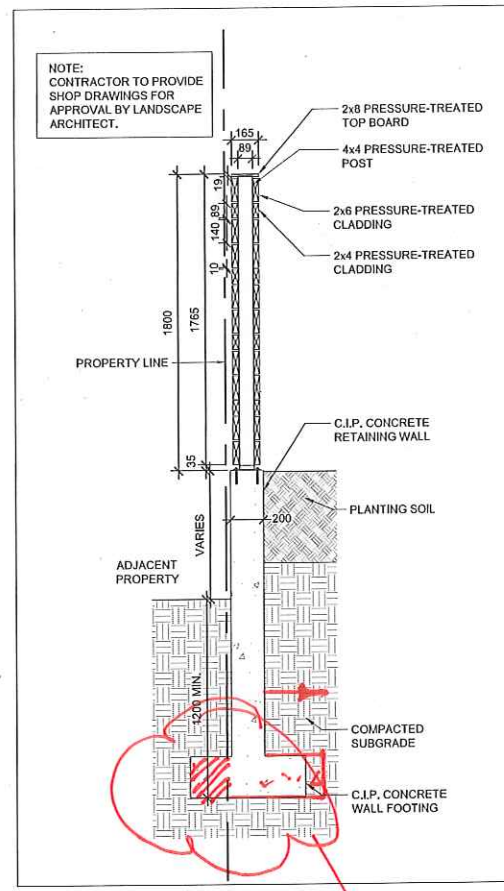 NOTE:
CONTRACTOR TO PROVIDE
SHOP DRAWINGS FOR
APPROVAL BY LANDSCAPE
ARCHITECT.
165
89
2x8 PRESSURE-TREATED
TOP BOARD
4x4 PRESSURE-TREATED
POST
2x6 PRESSURE-TREATED
CLADDING
2x4 PRESSURE-TREATED
CLADDING
19
89
140
10
1800
1765
PROPERTY LINE
35
C.I.P. CONCRETE
RETAINING WALL
200
PLANTING SOIL
VARIES
ADJACENT
PROPERTY
1200 MIN.
COMPACTED
SUBGRADE
C.I.P. CONCRETE
WALL FOOTING